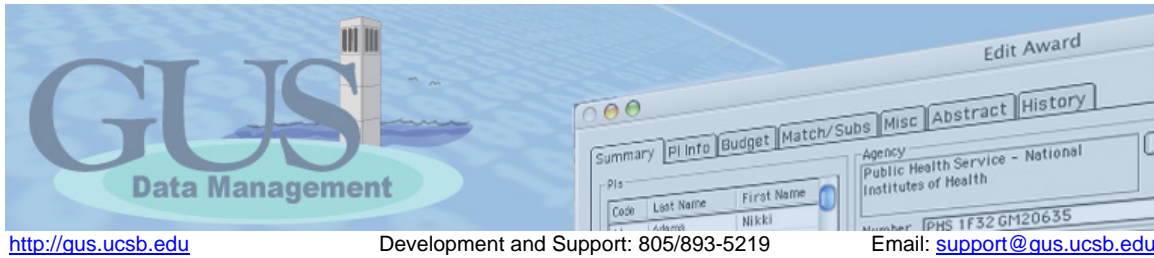 GUS
Data Management
Edit Award
Summary PI Info Budget Match/Subs Misc Abstract History
PIs
Code Last Name First Name
Adams Nikki
Agency
Public Health Service - National
Institutes of Health
Number PHS 1F32 GM20635
http://gus.ucsb.edu Development and Support: 805/893-5219 Email: support@gus.ucsb.edu